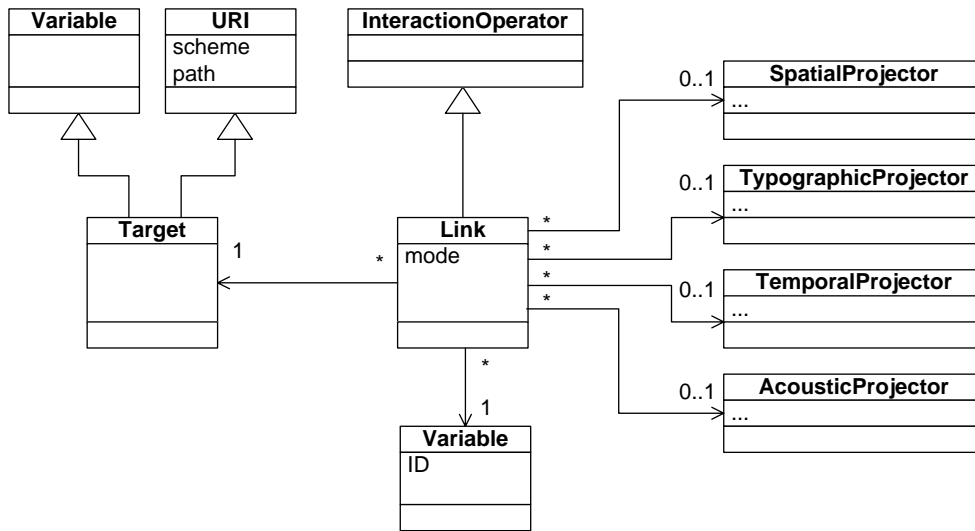 Variable
URI
scheme
path
InteractionOperator
SpatialProjector
...
0..1
TypographicProjector
...
0..1
Target
Link
mode
1
*
*
*
*
*
TemporalProjector
...
0..1
AcousticProjector
...
0..1
*
1
Variable
ID